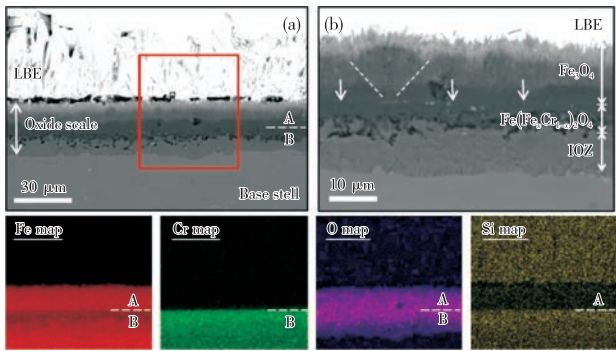 (a)
LBE
Oxide scale
A
B
30 μm
Base stell
(b)
LBE
Fe3O4
Fe(FexCr1-x)2O4
IOZ
10 μm
Fe map
A
B
Cr map
B
O map
A
B
Si map
A